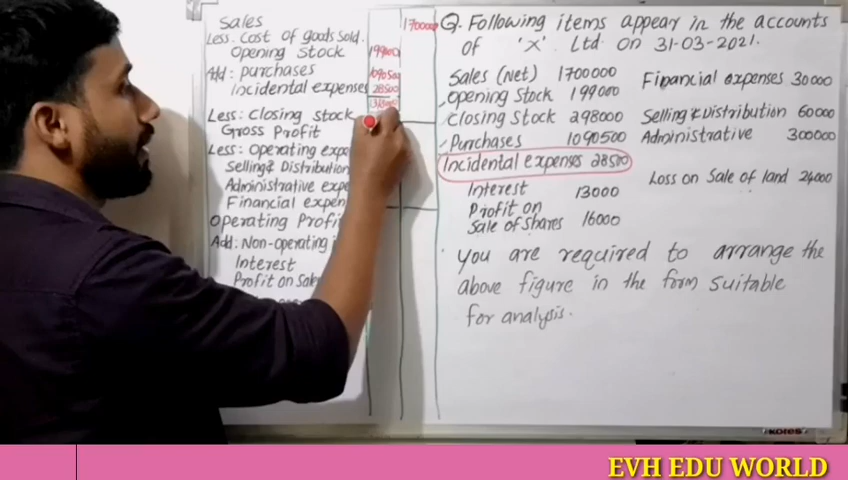 Sales 1700000
Less: Cost of goods Sold.
Opening Stock 199000
Add: purchases 1090500
Incidental expenses 28500
1318000
Less: Closing stock
Gross Profit
Less: Operating
Selling & Distribution
Administrative
Financial
Operating
Add: Non-operating
Interest
Profit on
Q. Following items appear in the accounts
of 'X' Ltd on 31-03-2021.
Sales (Net) 1700000 Financial expenses 30000
Opening Stock 199000
Closing Stock 298000 Selling & Distribution 60000
Purchases 1090500 Administrative 300000
Incidental expenses 28500
Interest 13000 Loss on Sale of land 24000
Profit on
Sale of Shares 16000
You are required to arrange the
above figure in the form Suitable
for analysis.
KORES
EVH EDU WORLD